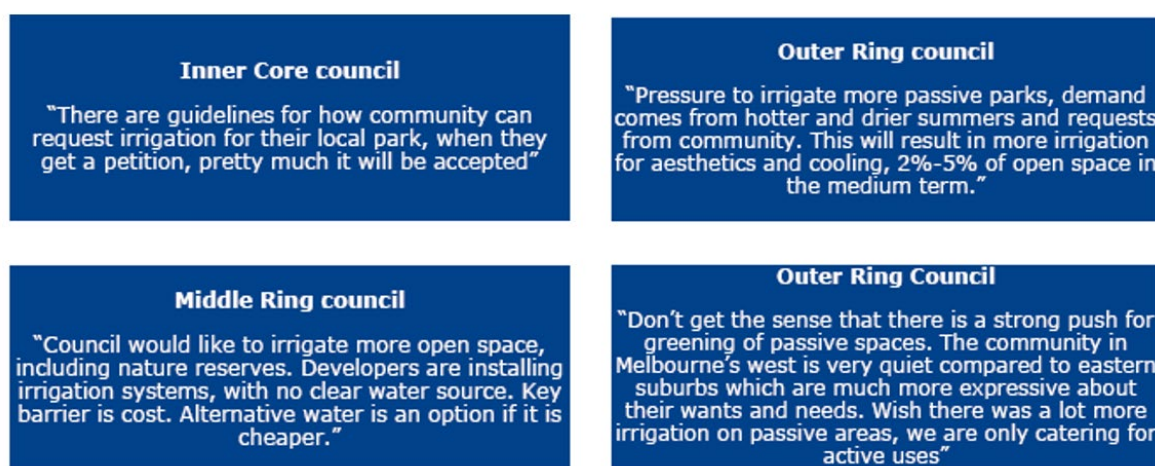 Inner Core council
“There are guidelines for how community can
request irrigation for their local park, when they
get a petition, pretty much it will be accepted”
Outer Ring council
“Pressure to irrigate more passive parks, demand
comes from hotter and drier summers and requests
from community. This will result in more irrigation
for aesthetics and cooling, 2%-5% of open space in
the medium term.”
Middle Ring council
“Council would like to irrigate more open space,
including nature reserves. Developers are installing
irrigation systems, with no clear water source. Key
barrier is cost. Alternative water is an option if it is
cheaper.”
Outer Ring Council
“Don’t get the sense that there is a strong push for
greening of passive spaces. The community in
Melbourne’s west is very quiet compared to eastern
suburbs which are much more expressive about
their wants and needs. Wish there was a lot more
irrigation on passive areas, we are only catering for
active uses”